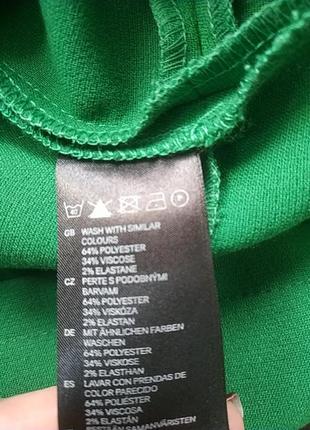 GB WASH WITH SIMILAR
COLOURS
64% POLYESTER
34% VISCOSE
2% ELASTANE
CZ PERTE S PODOBNÝMI
BARVAMI
64% POLYESTER
34% VISKÓZA
2% ELASTAN
DE MIT ÄHNLICHEN FARBEN
WASCHEN
64% POLYESTER
34% VISKOSE
2% ELASTHAN
ES LAVAR CON PRENDAS DE
COLOR PARECIDO
64% POLIÉSTER
34% VISCOSA
2% ELASTANO
SAMANVÄRISTEN